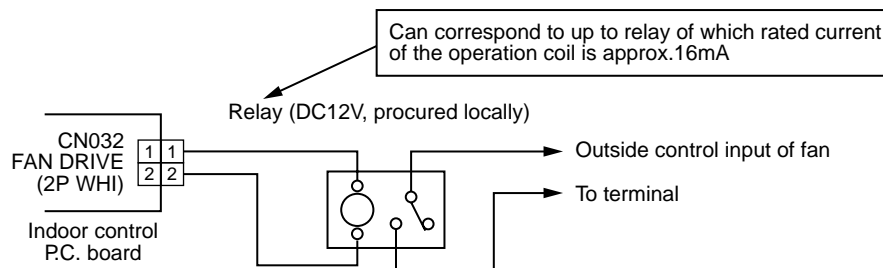 Can correspond to up to relay of which rated current
of the operation coil is approx.16mA
Relay (DC12V, procured locally)
CN032
FAN DRIVE
(2P WHI)
1 1
2 2
Outside control input of fan
To terminal
Indoor control
P.C. board